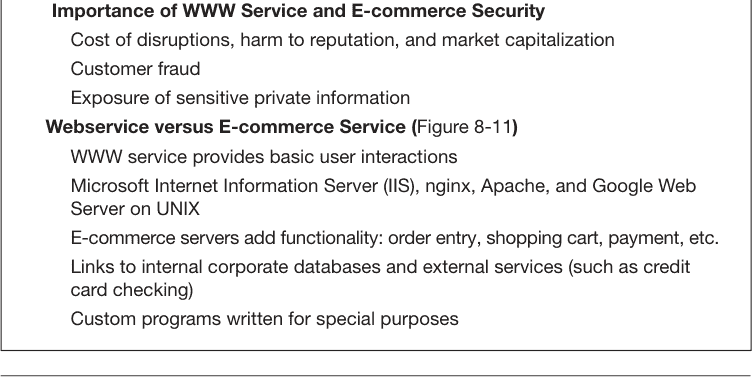 Importance of WWW Service and E-commerce Security
Cost of disruptions, harm to reputation, and market capitalization
Customer fraud
Exposure of sensitive private information
Webservice versus E-commerce Service (Figure 8-11)
WWW service provides basic user interactions
Microsoft Internet Information Server (IIS), nginx, Apache, and Google Web
Server on UNIX
E-commerce servers add functionality: order entry, shopping cart, payment, etc.
Links to internal corporate databases and external services (such as credit
card checking)
Custom programs written for special purposes